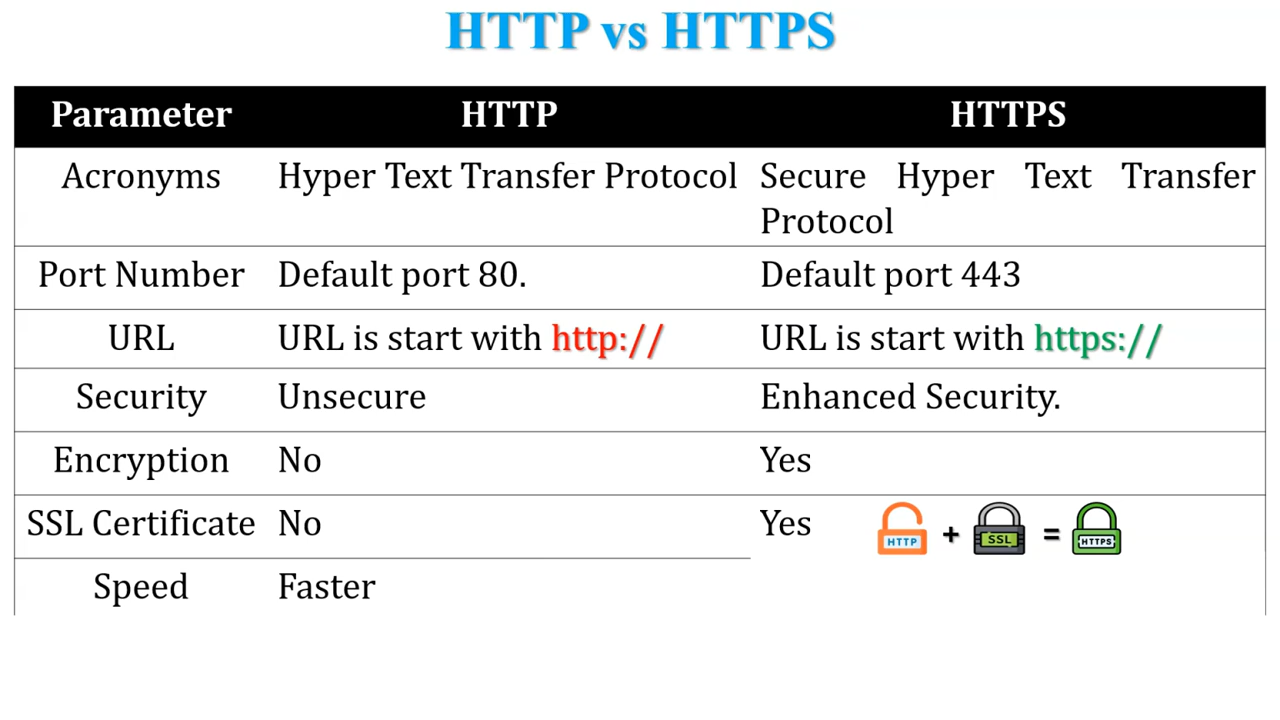 HTTP vs HTTPS
Parameter HTTP HTTPS
Acronyms Hyper Text Transfer Protocol Secure Hyper Text Transfer
Protocol
Port Number Default port 80. Default port 443
URL URL is start with http:// URL is start with https://
Security Unsecure Enhanced Security.
Encryption No Yes
SSL Certificate No Yes HTTP + SSL = HTTPS
Speed Faster